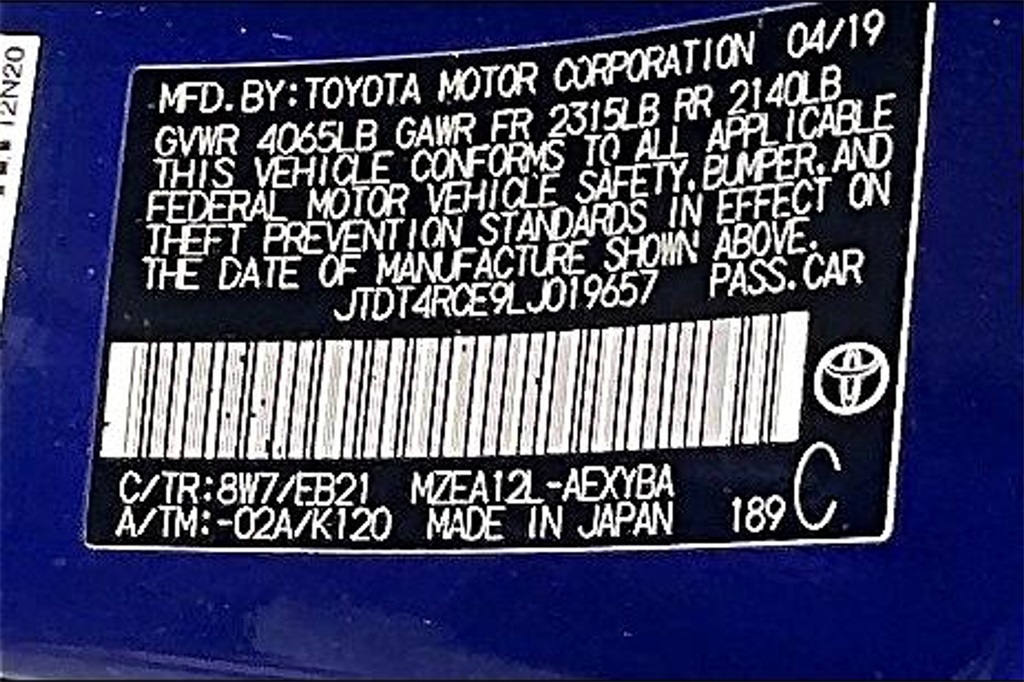 12N20
MFD.BY:TOYOTA MOTOR CORPORATION 04/19
GVWR 4065LB GAWR FR 2315LB RR 2140LB
THIS VEHICLE CONFORMS TO ALL APPLICABLE
FEDERAL MOTOR VEHICLE SAFETY,BUMPER,AND
THEFT PREVENTION STANDARDS IN EFFECT ON
THE DATE OF MANUFACTURE SHOWN ABOVE.
JTDT4RCE9LJ019657 PASS.CAR
C/TR:8W7/EB21 MZEA12L-AEXYBA
A/TM:-02A/K120 MADE IN JAPAN 189 C